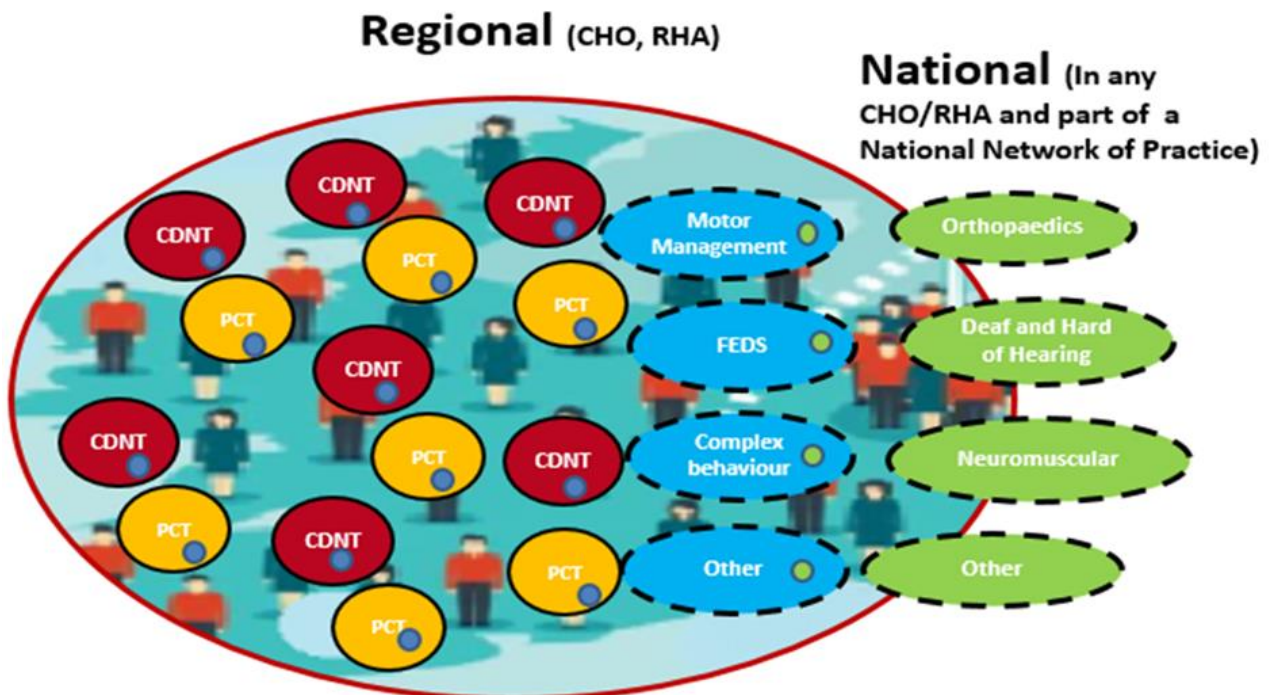 Regional (CHO, RHA)
National (In any
CHO/RHA and part of a
National Network of Practice)
CDNT
CDNT
CDNT
Motor
Management
Orthopaedics
PCT
PCT
PCT
FEDS
Deaf and Hard
of Hearing
CDNT
CDNT
PCT
CDNT
Complex
behaviour
Neuromuscular
PCT
CDNT
PCT
Other
Other
PCT